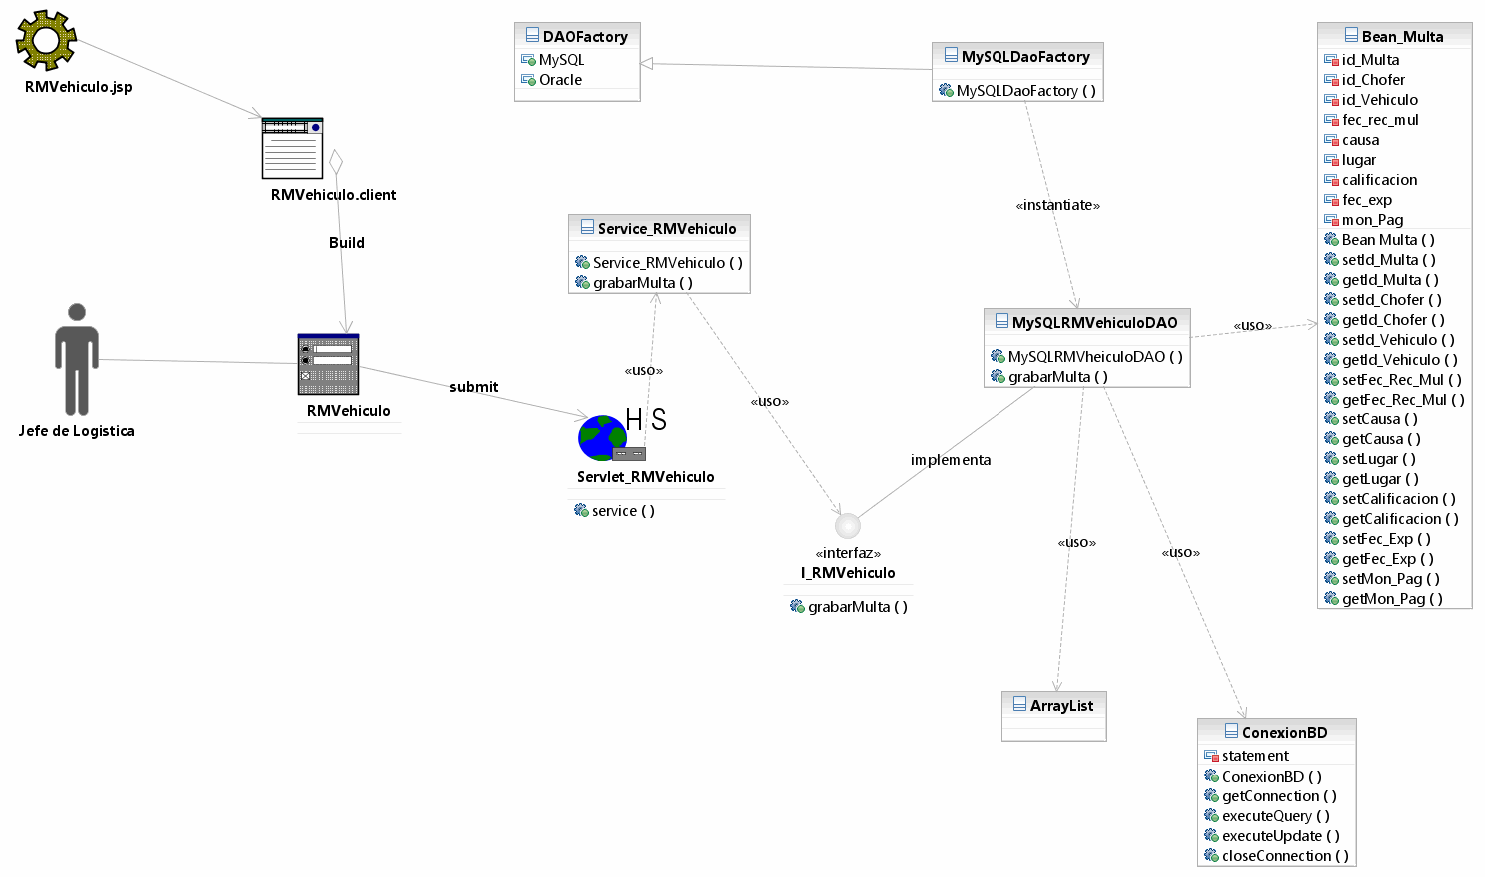 RMVehiculo.jsp
RMVehiculo.client
Build
Jefe de Logistica
RMVehiculo
submit
H S
Servlet_RMVehiculo
service ( )
«uso»
Service_RMVehiculo
Service_RMVehiculo ( )
grabarMulta ( )
«uso»
DAOFactory
MySQL
Oracle
MySQLDaoFactory
MySQLDaoFactory ( )
«instantiate»
MySQLRMVehiculoDAO
MySQLRMVheiculoDAO ( )
grabarMulta ( )
implementa
«interfaz»
I_RMVehiculo
grabarMulta ( )
«uso»
«uso»
«uso»
ArrayList
ConexionBD
statement
ConexionBD ( )
getConnection ( )
executeQuery ( )
executeUpdate ( )
closeConnection ( )
Bean_Multa
id_Multa
id_Chofer
id_Vehiculo
fec_rec_mul
causa
lugar
calificacion
fec_exp
mon_Pag
Bean Multa ( )
setId_Multa ( )
getId_Multa ( )
setId_Chofer ( )
getId_Chofer ( )
setId_Vehiculo ( )
getId_Vehiculo ( )
setFec_Rec_Mul ( )
getFec_Rec_Mul ( )
setCausa ( )
getCausa ( )
setLugar ( )
getLugar ( )
setCalificacion ( )
getCalificacion ( )
setFec_Exp ( )
getFec_Exp ( )
setMon_Pag ( )
getMon_Pag ( )